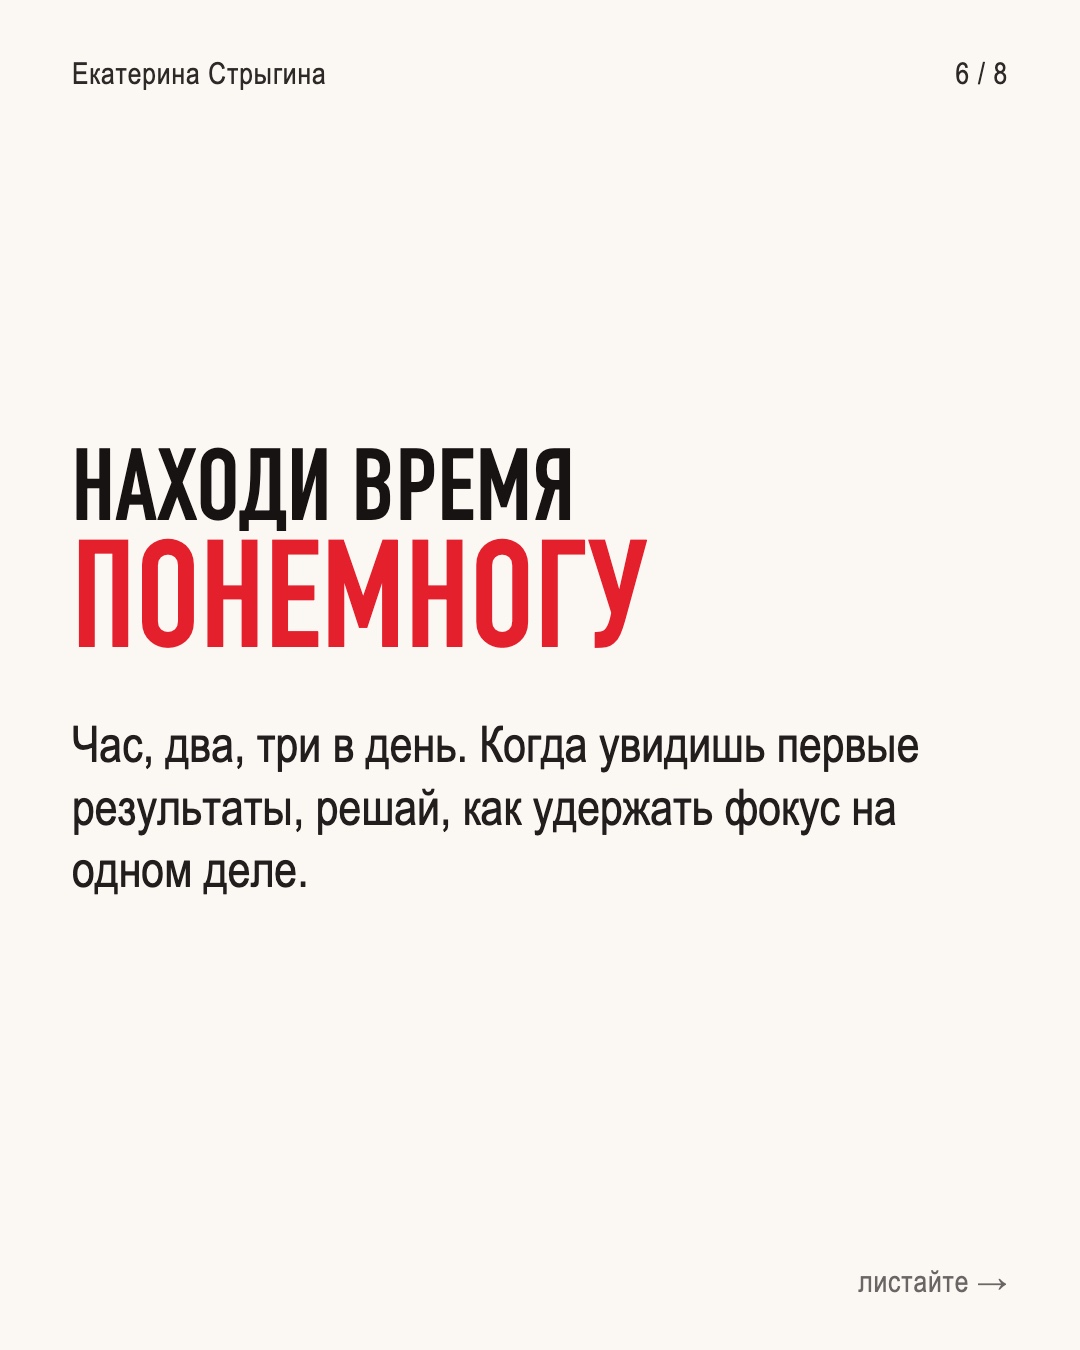 Екатерина Стрыгина
6 / 8
НАХОДИ ВРЕМЯ
ПОНЕМНОГУ
Час, два, три в день. Когда увидишь первые
результаты, решай, как удержать фокус на
одном деле.
листайте →